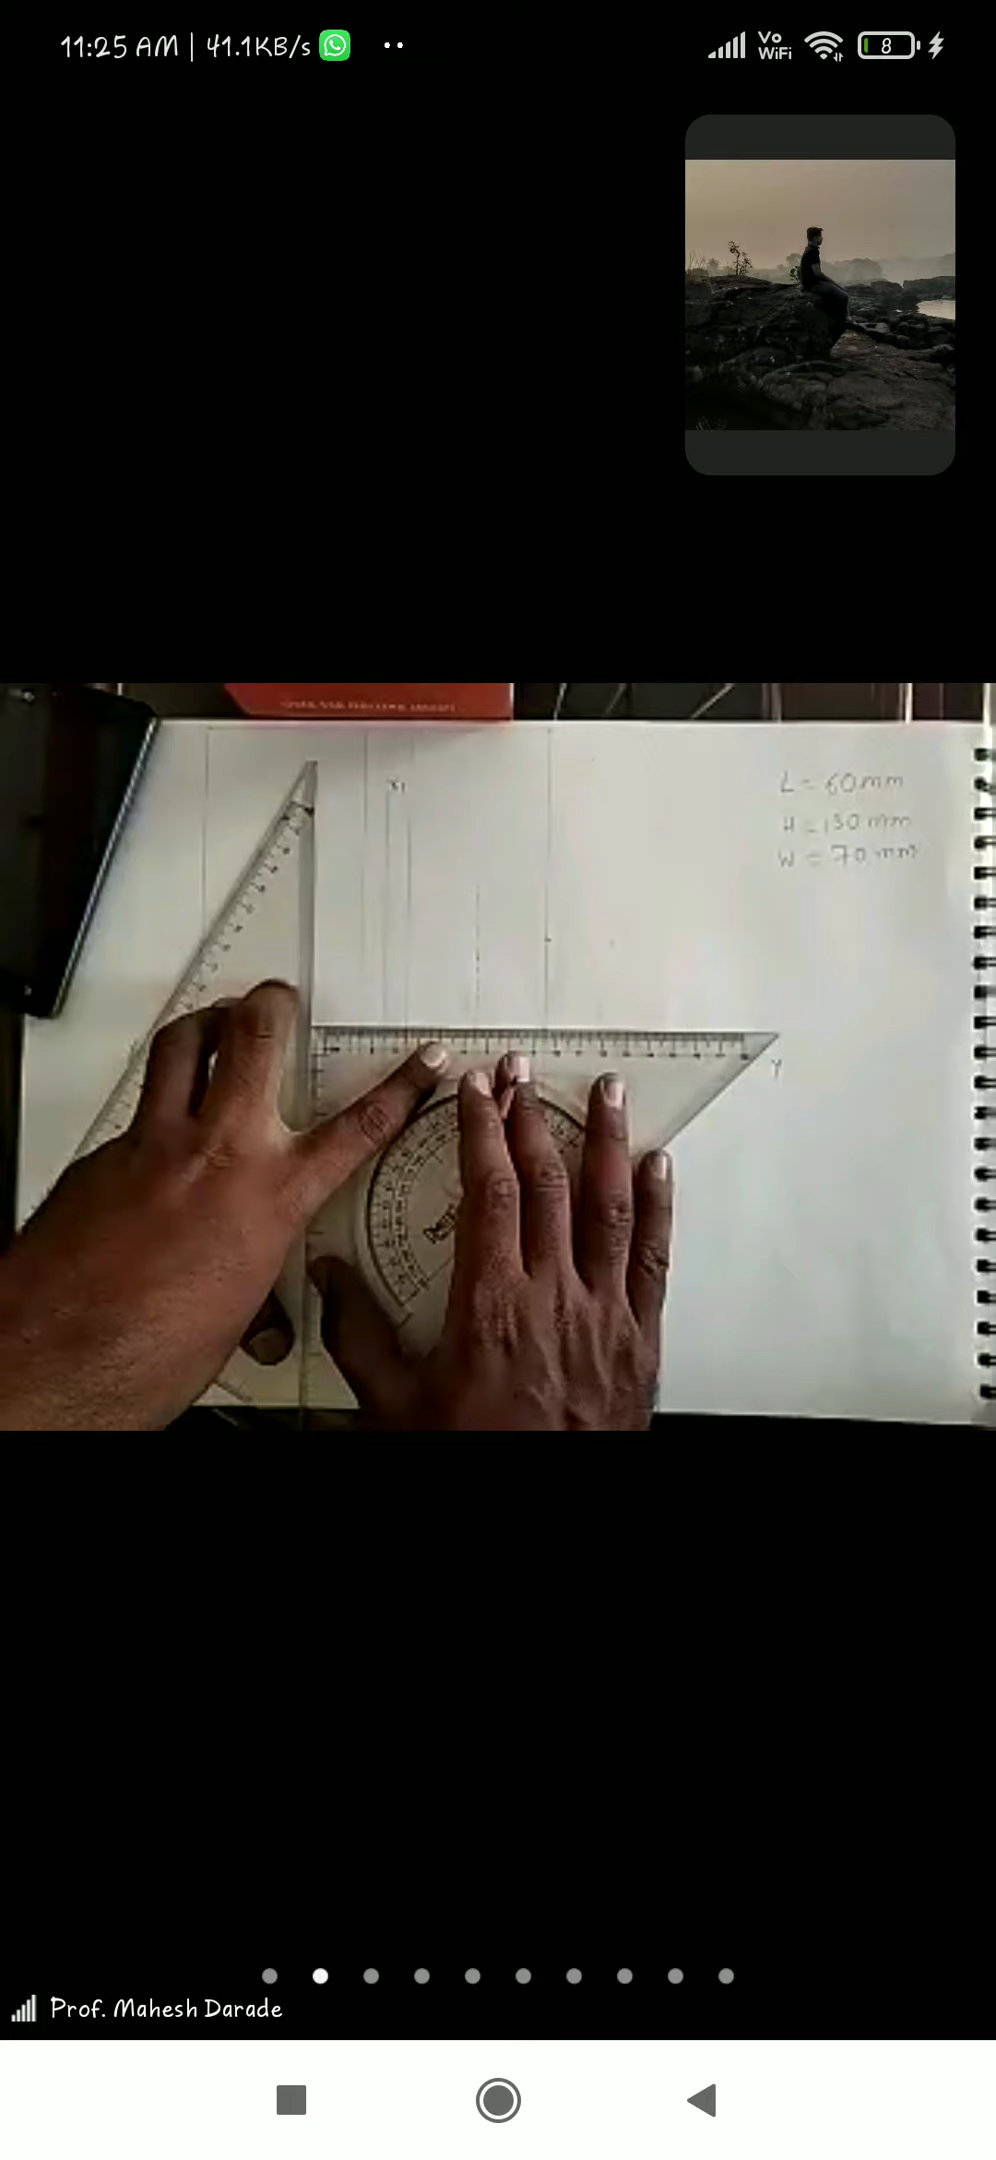 11:25 AM | 41.1KB/s
Vo
WiFi
8
X1
L = 60mm
H = 130 mm
W = 70 mm
Y
Prof. Mahesh Darade